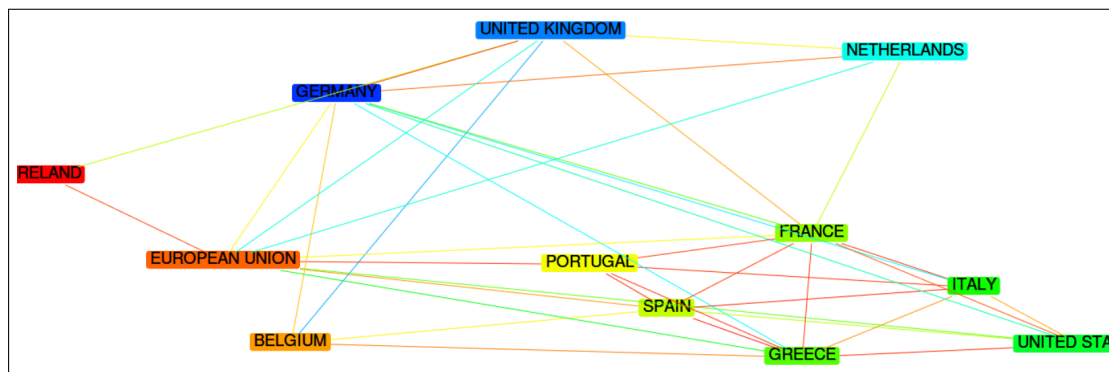 UNITED KINGDOM
NETHERLANDS
GERMANY
RELAND
FRANCE
EUROPEAN UNION
PORTUGAL
ITALY
SPAIN
BELGIUM
UNITED STA
GREECE